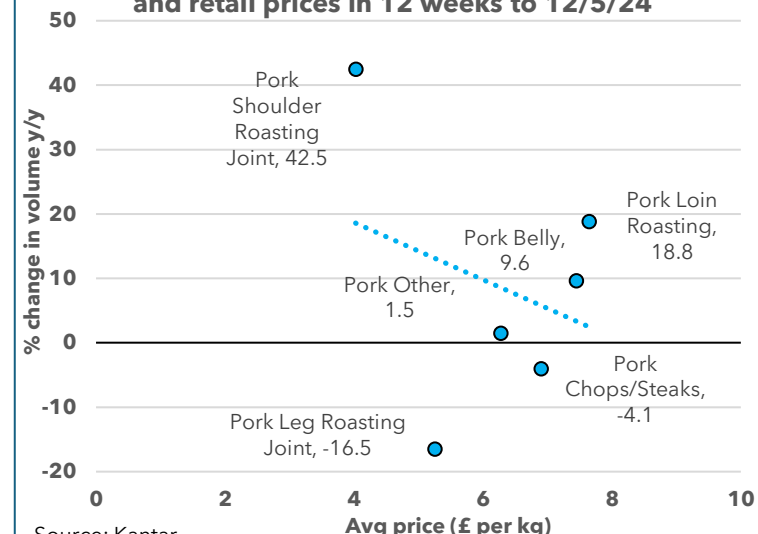 and retail prices in 12 weeks to 12/5/24
% change in volume y/y
50
40
30
20
10
0
-10
-20
Pork
Shoulder
Roasting
Joint, 42.5
Pork Loin
Roasting,
18.8
Pork Belly,
9.6
Pork Other,
1.5
Pork
Chops/Steaks,
-4.1
Pork Leg Roasting
Joint, -16.5
0 2 4 6 8 10
Avg price (£ per kg)
Source: Kantar